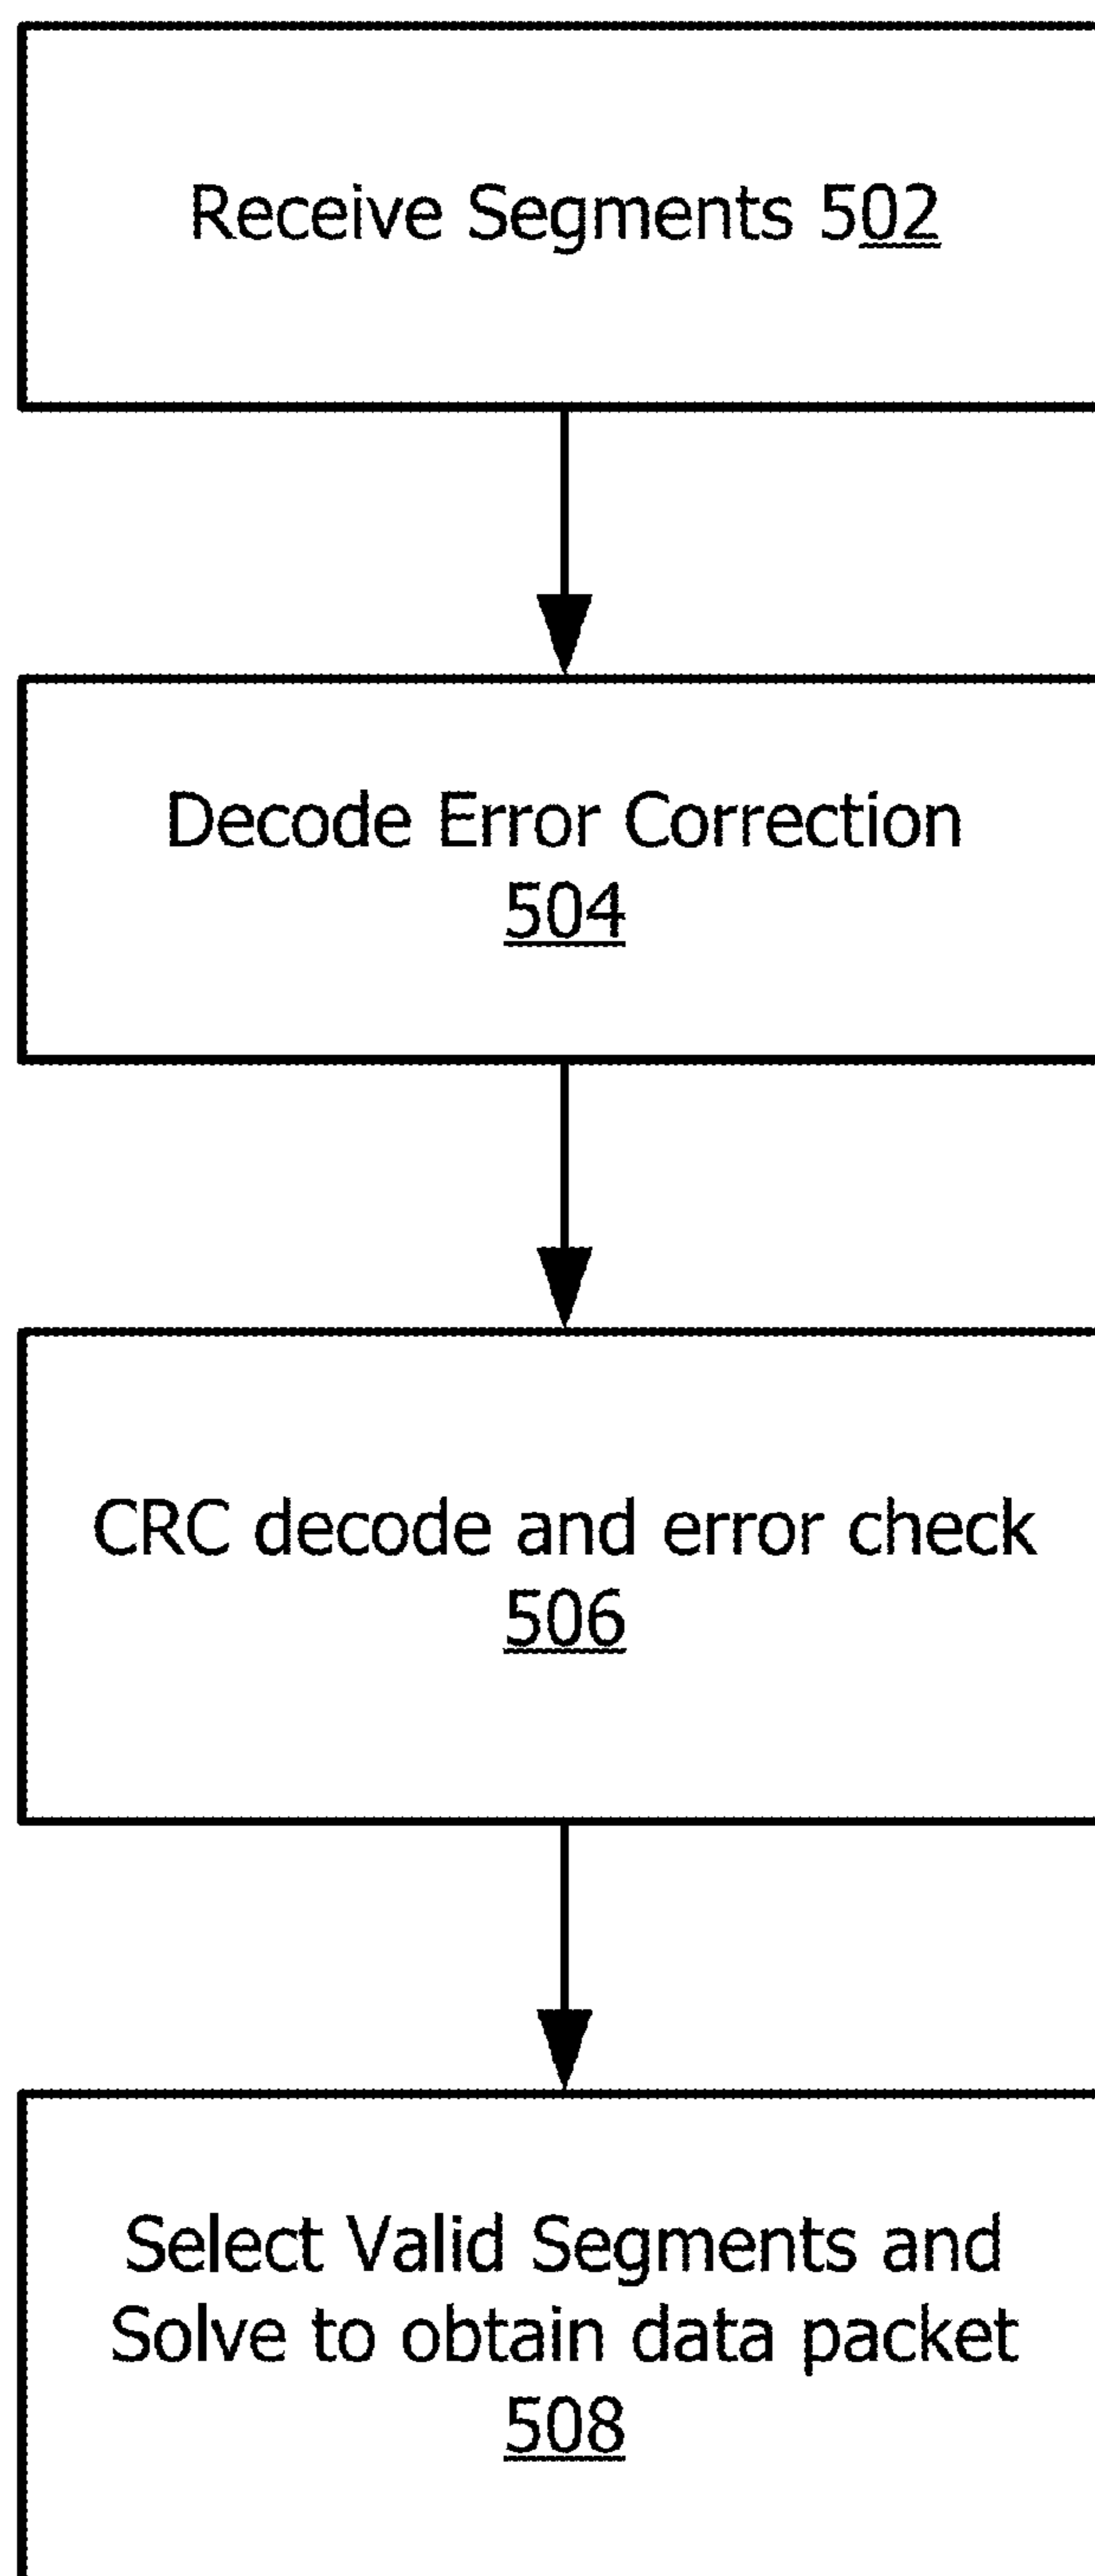 Receive Segments 502
Decode Error Correction
504
CRC decode and error check
506
Select Valid Segments and
Solve to obtain data packet
508